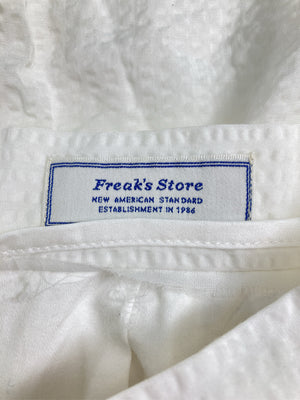 Freak's Store
NEW AMERICAN STANDARD
ESTABLISHMENT IN 1986